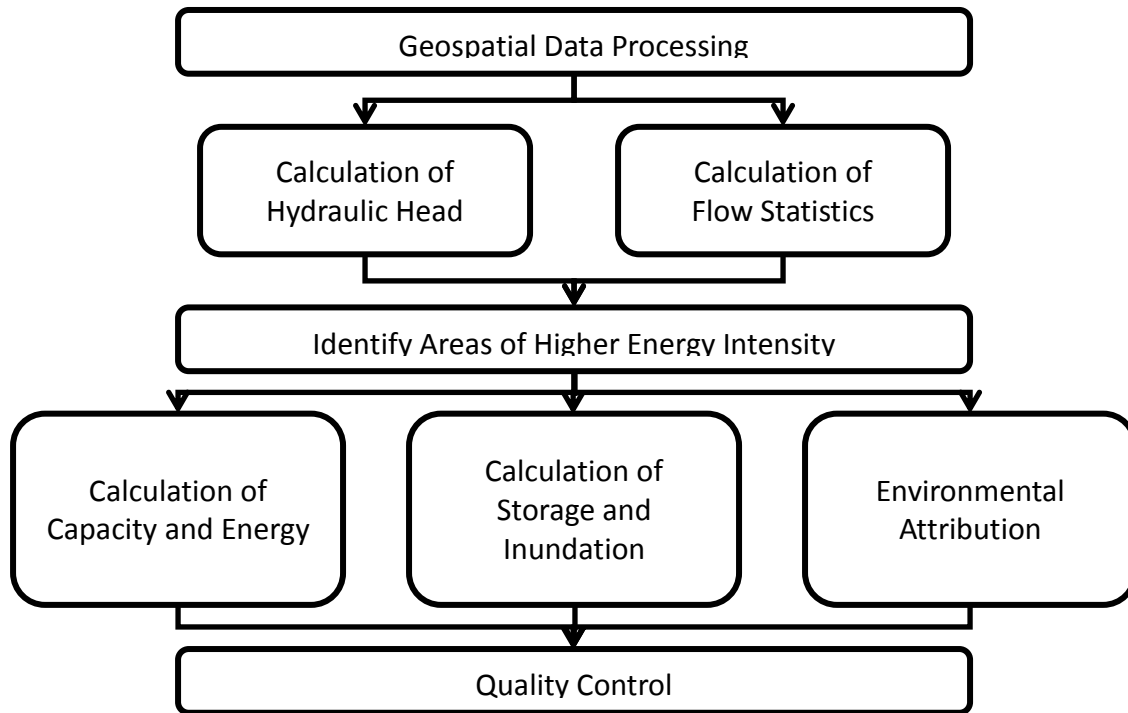 Geospatial Data Processing
Calculation of
Hydraulic Head
Calculation of
Flow Statistics
Identify Areas of Higher Energy Intensity
Calculation of
Capacity and Energy
Calculation of
Storage and
Inundation
Environmental
Attribution
Quality Control